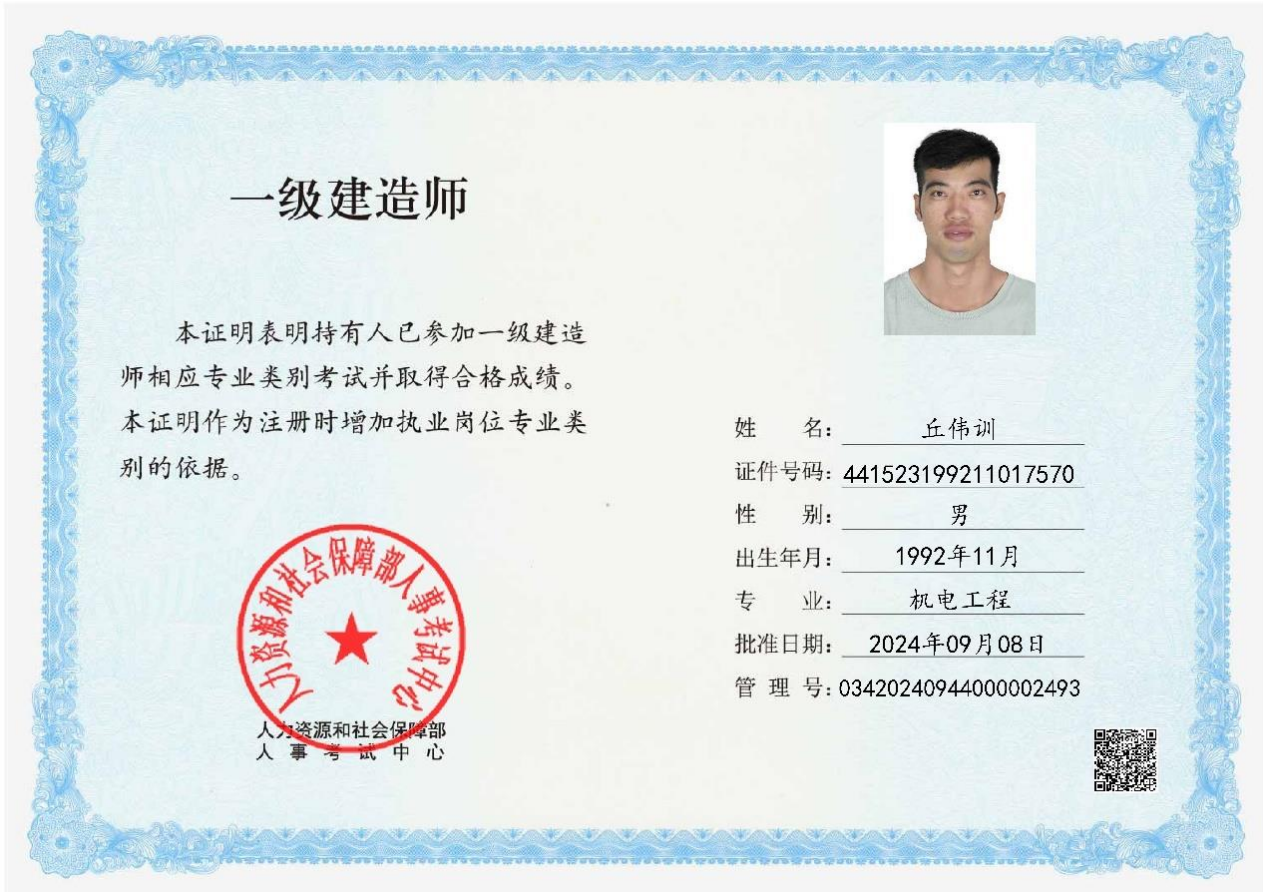 一级建造师
本证明表明持有人已参加一级建造
师相应专业类别考试并取得合格成绩。
本证明作为注册时增加执业岗位专业类
别的依据。
人力资源和社会保障部人事考试中心
人力资源和社会保障部
人事考试中心
姓名：丘伟训
证件号码：441523199211017570
性别：男
出生年月：1992年11月
专业：机电工程
批准日期：2024年09月08日
管理号：03420240944000002493